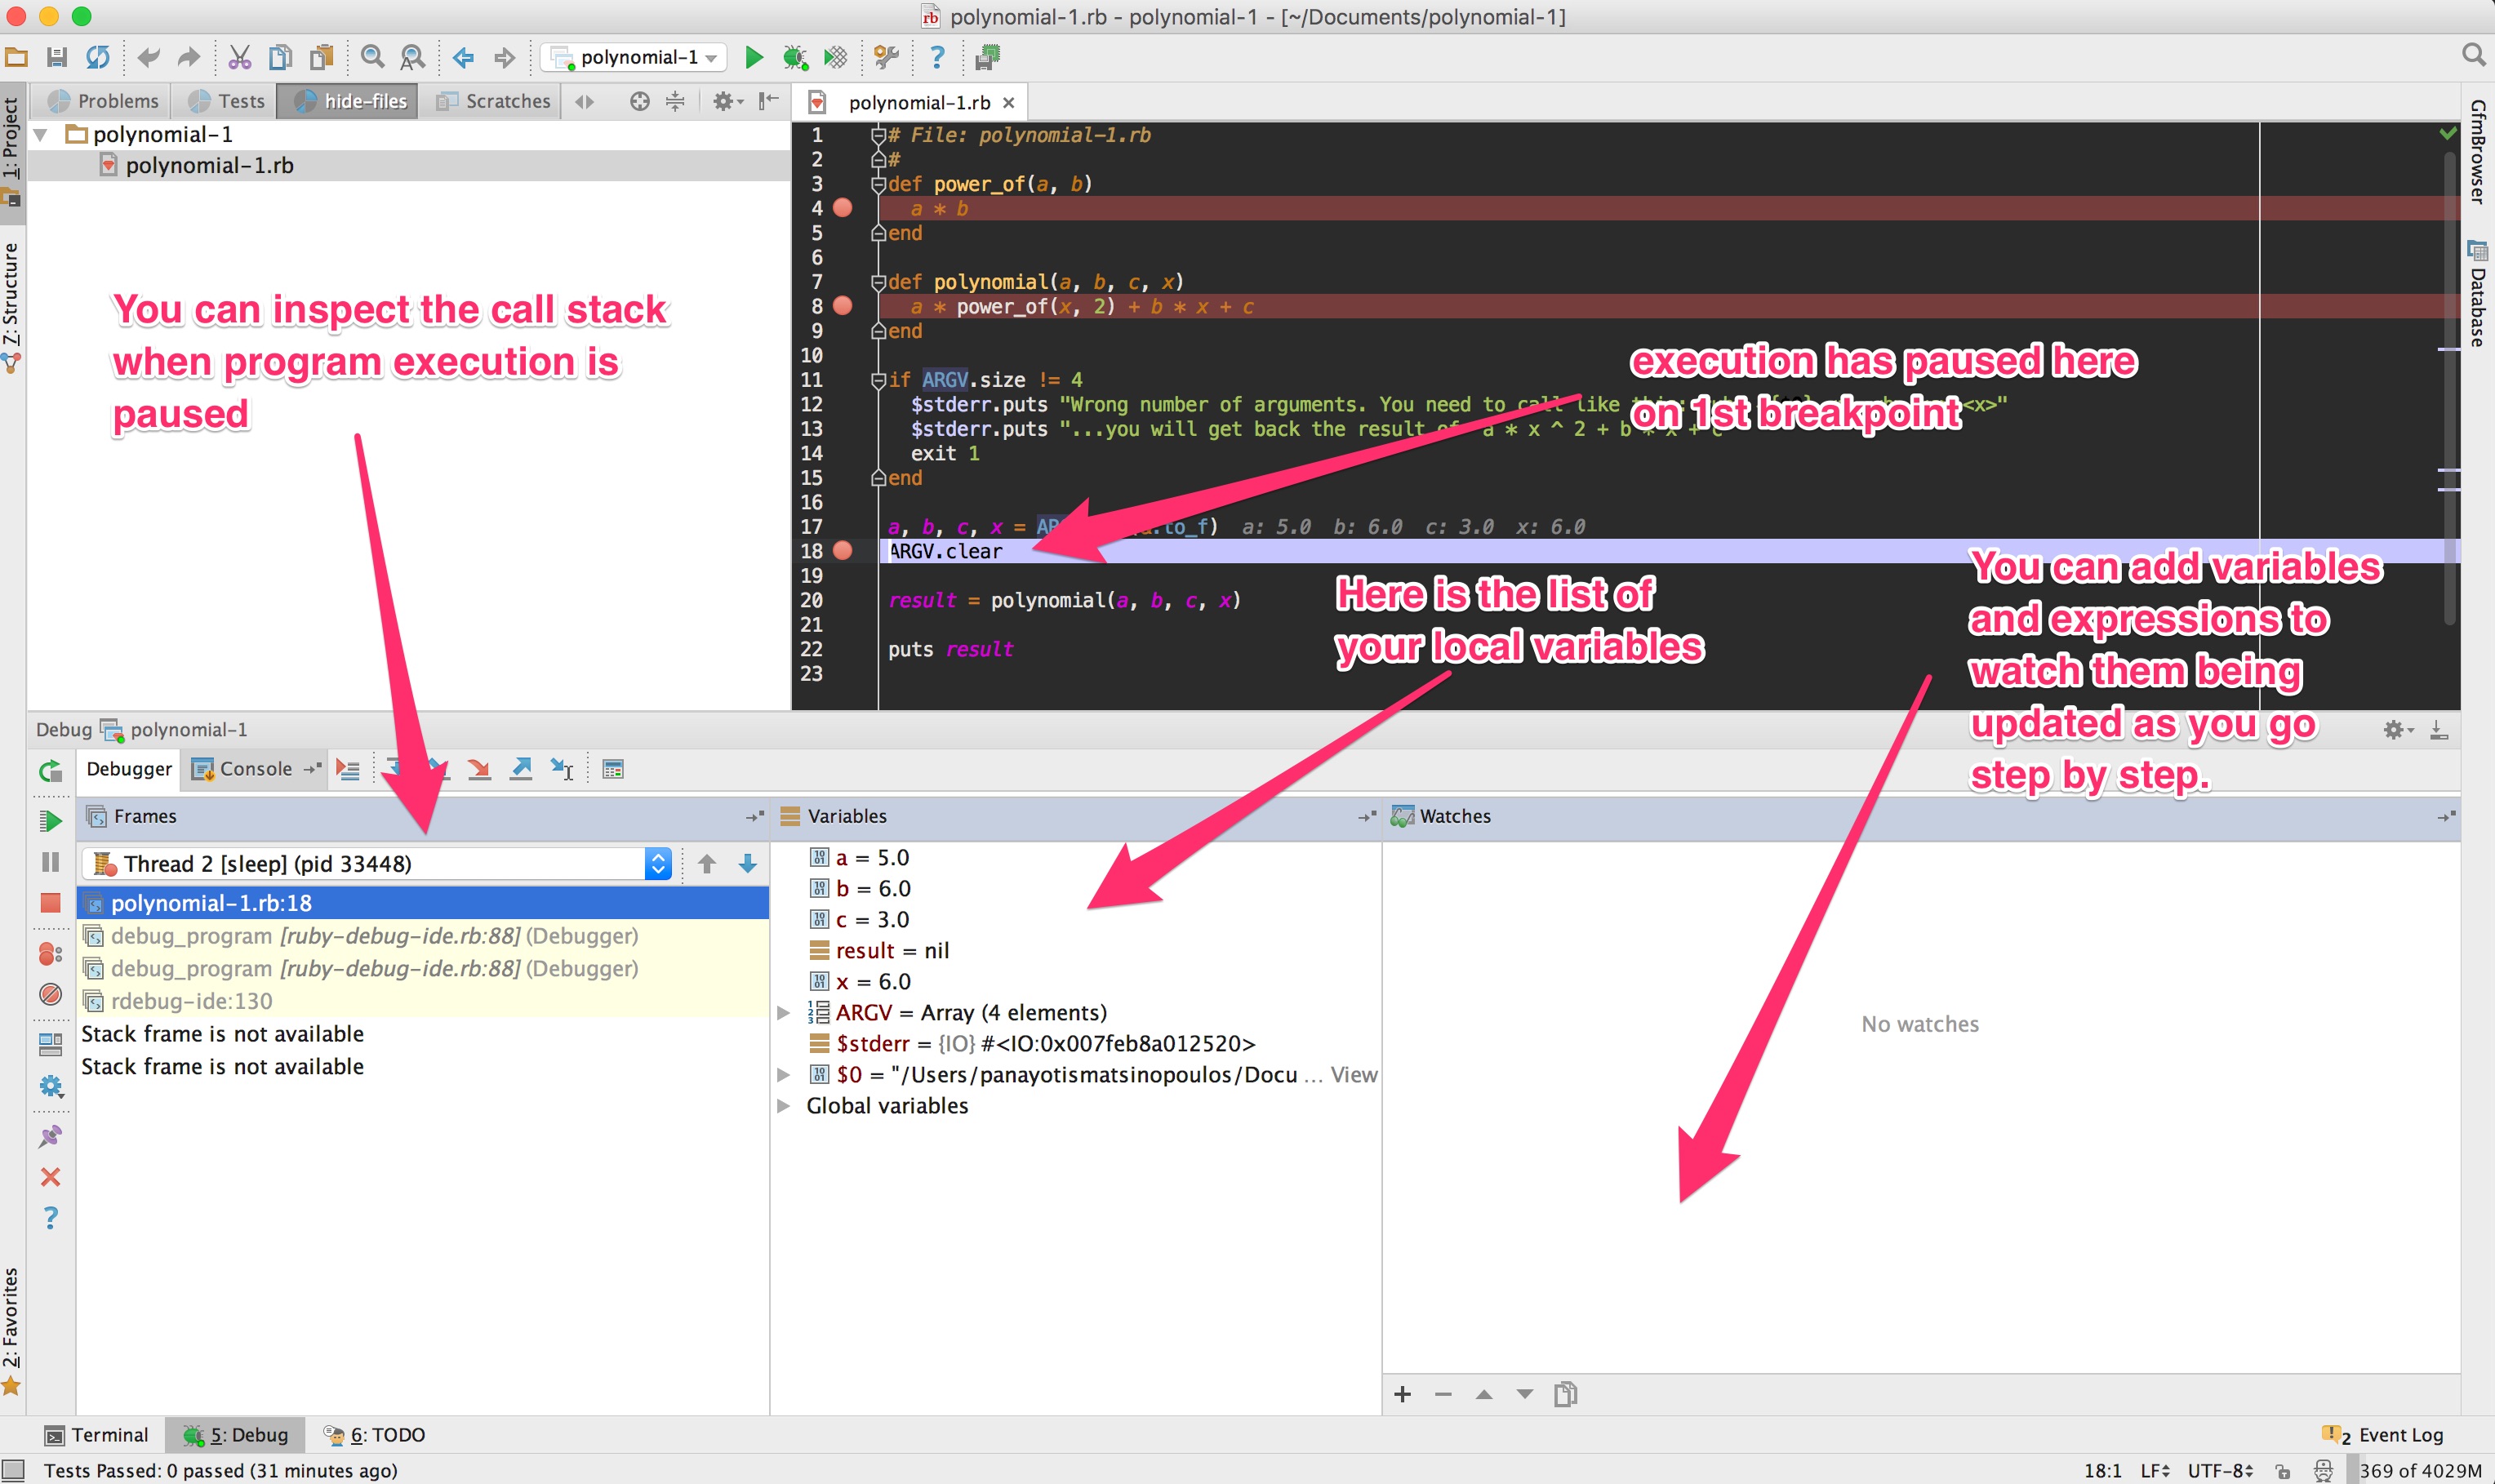 polynomial-1.rb - polynomial-1 - [~/Documents/polynomial-1]
polynomial-1
Problems
Tests
hide-files
Scratches
polynomial-1.rb
1: Project
7: Structure
2: Favorites
GfmBrowser
Database
polynomial-1
polynomial-1.rb
You can inspect the call stack
when program execution is
paused
1 # File: polynomial-1.rb
2 #
3 def power_of(a, b)
4 a * b
5 end
6
7 def polynomial(a, b, c, x)
8 a * power_of(x, 2) + b * x + c
9 end
10
11 if ARGV.size != 4
12 $stderr.puts "Wrong number of arguments. You need to call like <x>"
13 $stderr.puts "...you will get back the result of a * x ^ 2 + b * x + c
14 exit 1
15 end
16
17 a, b, c, x = .to_f) a: 5.0 b: 6.0 c: 3.0 x: 6.0
18 ARGV.clear
19
20 result = polynomial(a, b, c, x)
21
22 puts result
23
execution has paused here
on 1st breakpoint
Here is the list of
your local variables
You can add variables
and expressions to
watch them being
updated as you go
step by step.
Debug polynomial-1
Debugger
Console
Frames
Thread 2 [sleep] (pid 33448)
polynomial-1.rb:18
debug_program [ruby-debug-ide.rb:88] (Debugger)
debug_program [ruby-debug-ide.rb:88] (Debugger)
rdebug-ide:130
Stack frame is not available
Stack frame is not available
Variables
a = 5.0
b = 6.0
c = 3.0
result = nil
x = 6.0
ARGV = Array (4 elements)
$stderr = {IO} #<IO:0x007feb8a012520>
$0 = "/Users/panayotismatsinopoulos/Docu ... View
Global variables
Watches
No watches
Terminal
5: Debug
6: TODO
2 Event Log
Tests Passed: 0 passed (31 minutes ago)
18:1 LF UTF-8 369 of 4029M